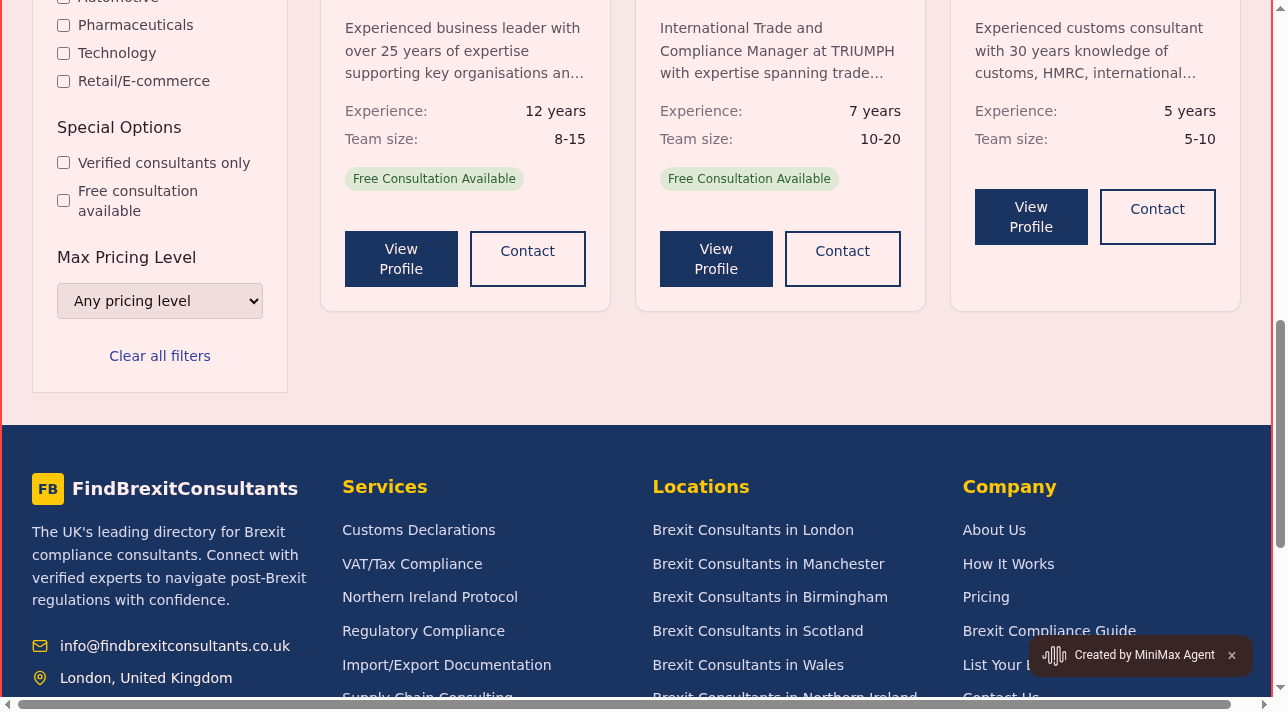 Pharmaceuticals
Technology
Retail/E-commerce
Special Options
Verified consultants only
Free consultation
available
Max Pricing Level
Any pricing level
Clear all filters
Experienced business leader with
over 25 years of expertise
supporting key organisations an...
Experience: 12 years
Team size: 8-15
Free Consultation Available
View
Profile
Contact
International Trade and
Compliance Manager at TRIUMPH
with expertise spanning trade...
Experience: 7 years
Team size: 10-20
Free Consultation Available
View
Profile
Contact
Experienced customs consultant
with 30 years knowledge of
customs, HMRC, international...
Experience: 5 years
Team size: 5-10
View
Profile
Contact
FB FindBrexitConsultants
The UK's leading directory for Brexit
compliance consultants. Connect with
verified experts to navigate post-Brexit
regulations with confidence.
info@findbrexitconsultants.co.uk
London, United Kingdom
Services
Customs Declarations
VAT/Tax Compliance
Northern Ireland Protocol
Regulatory Compliance
Import/Export Documentation
Supply Chain Consulting
Locations
Brexit Consultants in London
Brexit Consultants in Manchester
Brexit Consultants in Birmingham
Brexit Consultants in Scotland
Brexit Consultants in Wales
Brexit Consultants in Northern Ireland
Company
About Us
How It Works
Pricing
Brexit Compliance Guide
List Your
Contact Us
Created by MiniMax Agent ×